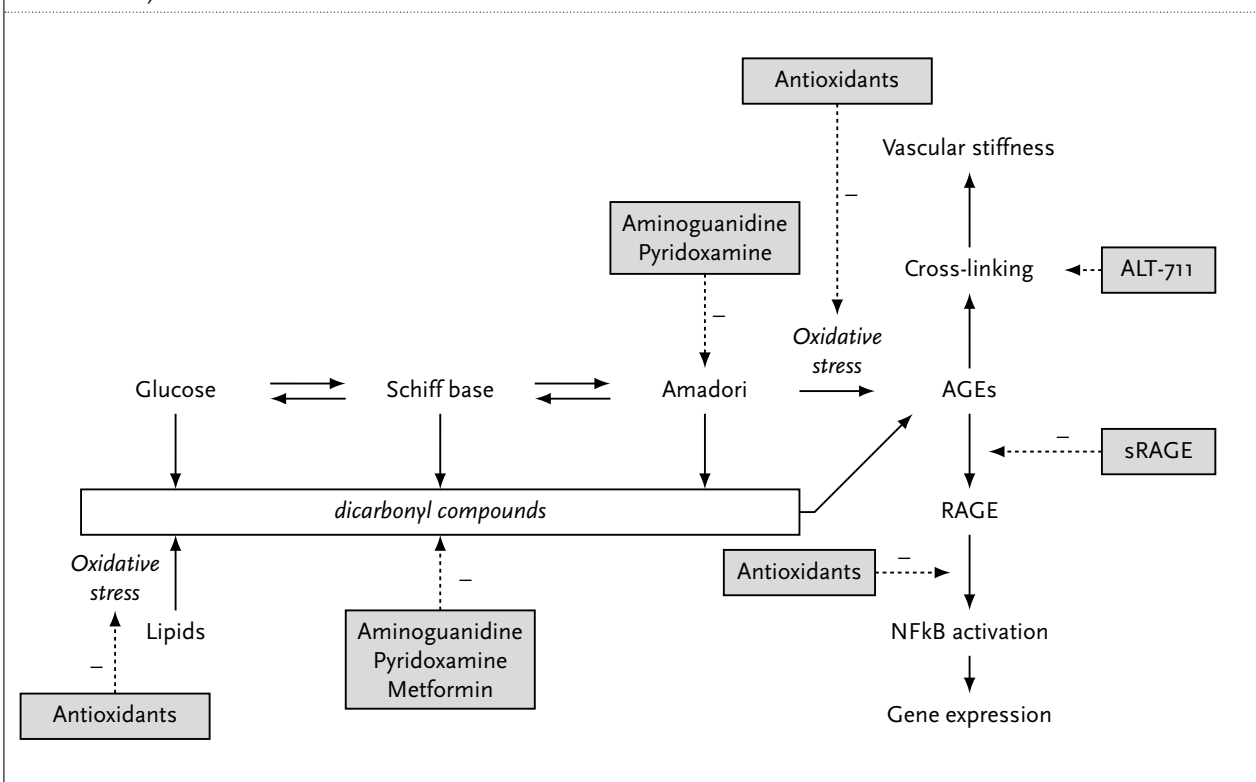 Antioxidants
Vascular stiffness
–
Aminoguanidine
Pyridoxamine
Cross-linking
ALT-711
–
Oxidative
stress
Glucose
Schiff base
Amadori
AGEs
–
sRAGE
dicarbonyl compounds
RAGE
Oxidative
stress
Antioxidants
–
–
Lipids
Aminoguanidine
Pyridoxamine
Metformin
NFkB activation
–
Antioxidants
Gene expression